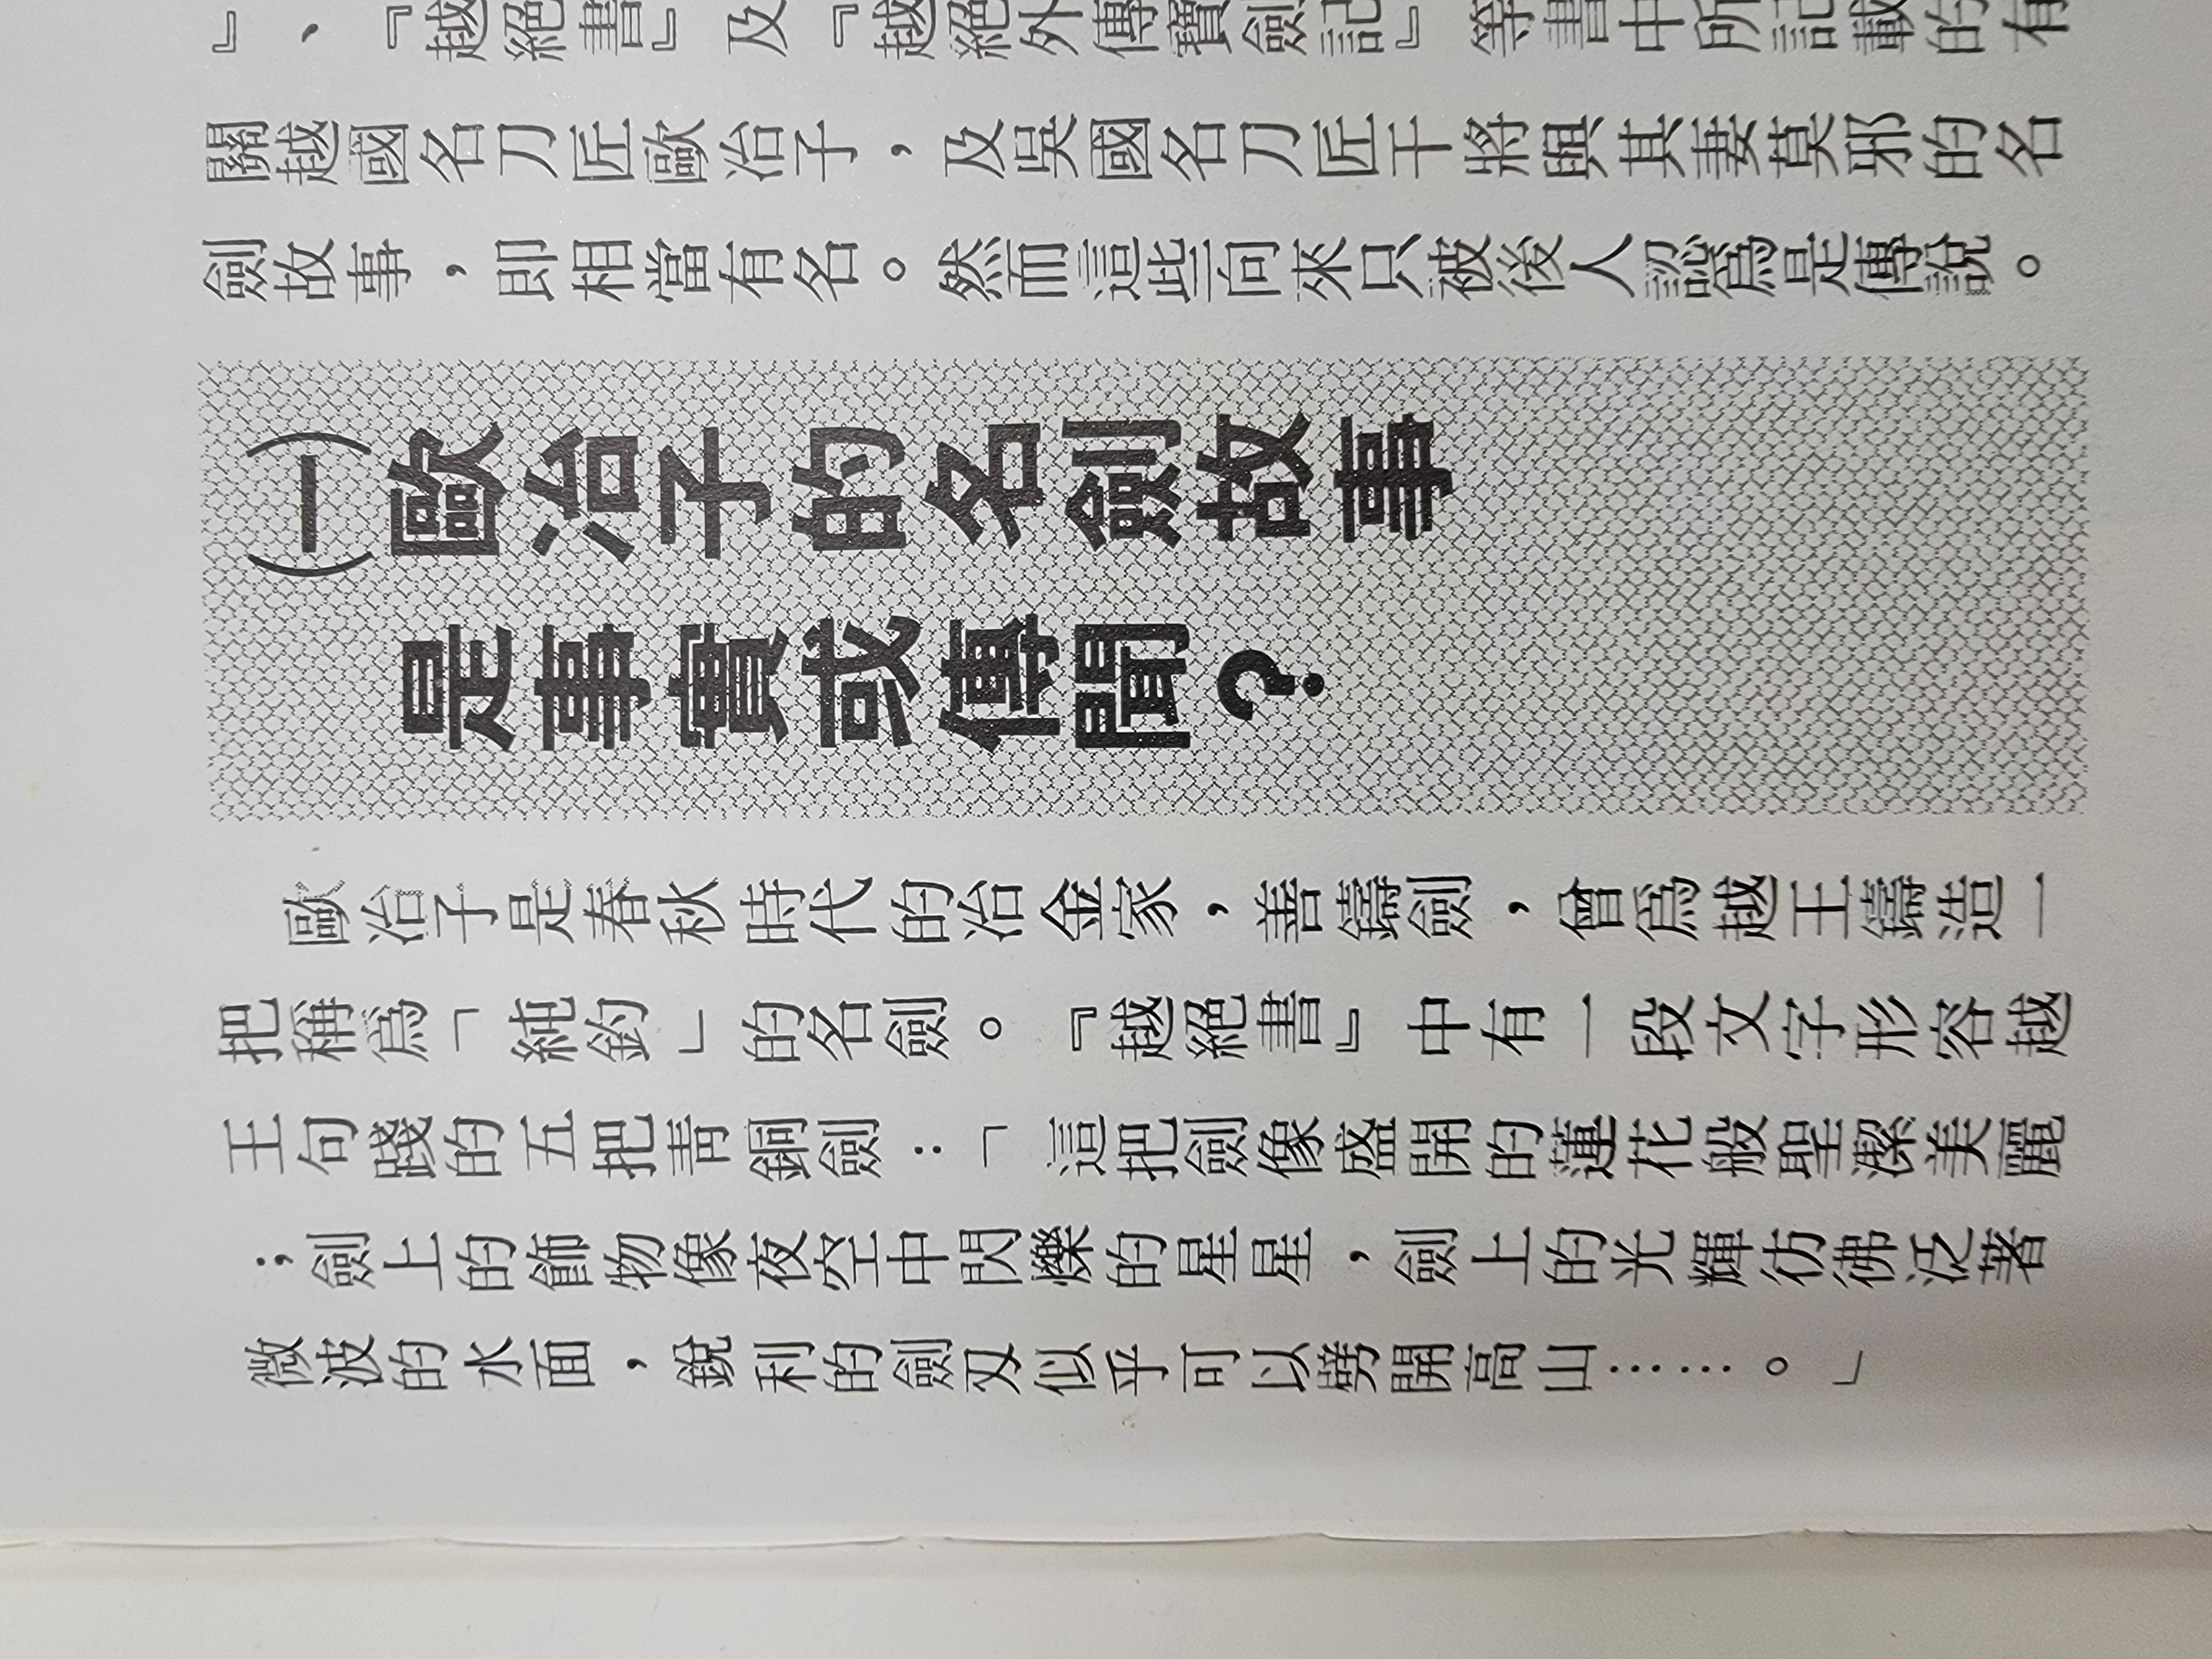 』、『越絕書』及『越絕外傳寶劍記』等書中所記載的有
關越國名刀匠歐冶子，及吳國名刀匠干將與其妻莫邪的名
劍故事，即相當有名。然而這些向來只被後人認爲是傳說。
㈠歐冶子的名劍故事
是事實或傳聞？
歐冶子是春秋時代的冶金家，善鑄劍，曾爲越王鑄造一
把稱爲「純鈞」的名劍。『越絕書』中有一段文字形容越
王句踐的五把靑銅劍：「這把劍像盛開的蓮花般聖潔美麗
；劍上的飾物像夜空中閃爍的星星，劍上的光輝彷彿泛著
微波的水面，銳利的劍刄似乎可以劈開高山……。」